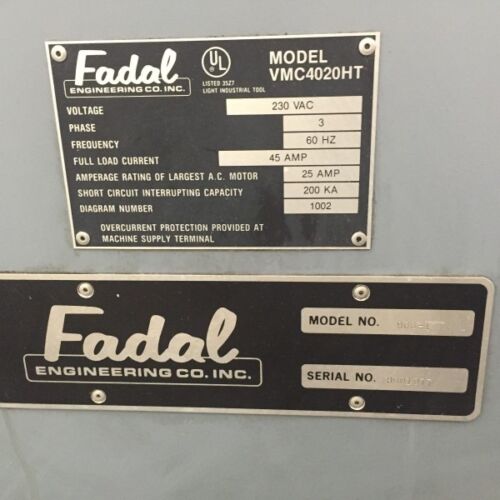 Fadal
ENGINEERING CO. INC.
UL
LISTED 35Z7
LIGHT INDUSTRIAL TOOL
MODEL
VMC4020HT
VOLTAGE 230 VAC
PHASE 3
FREQUENCY 60 HZ
FULL LOAD CURRENT 45 AMP
AMPERAGE RATING OF LARGEST A.C. MOTOR 25 AMP
SHORT CIRCUIT INTERRUPTING CAPACITY 200 KA
DIAGRAM NUMBER 1002
OVERCURRENT PROTECTION PROVIDED AT
MACHINE SUPPLY TERMINAL
Fadal
ENGINEERING CO. INC.
MODEL NO.
SERIAL NO.